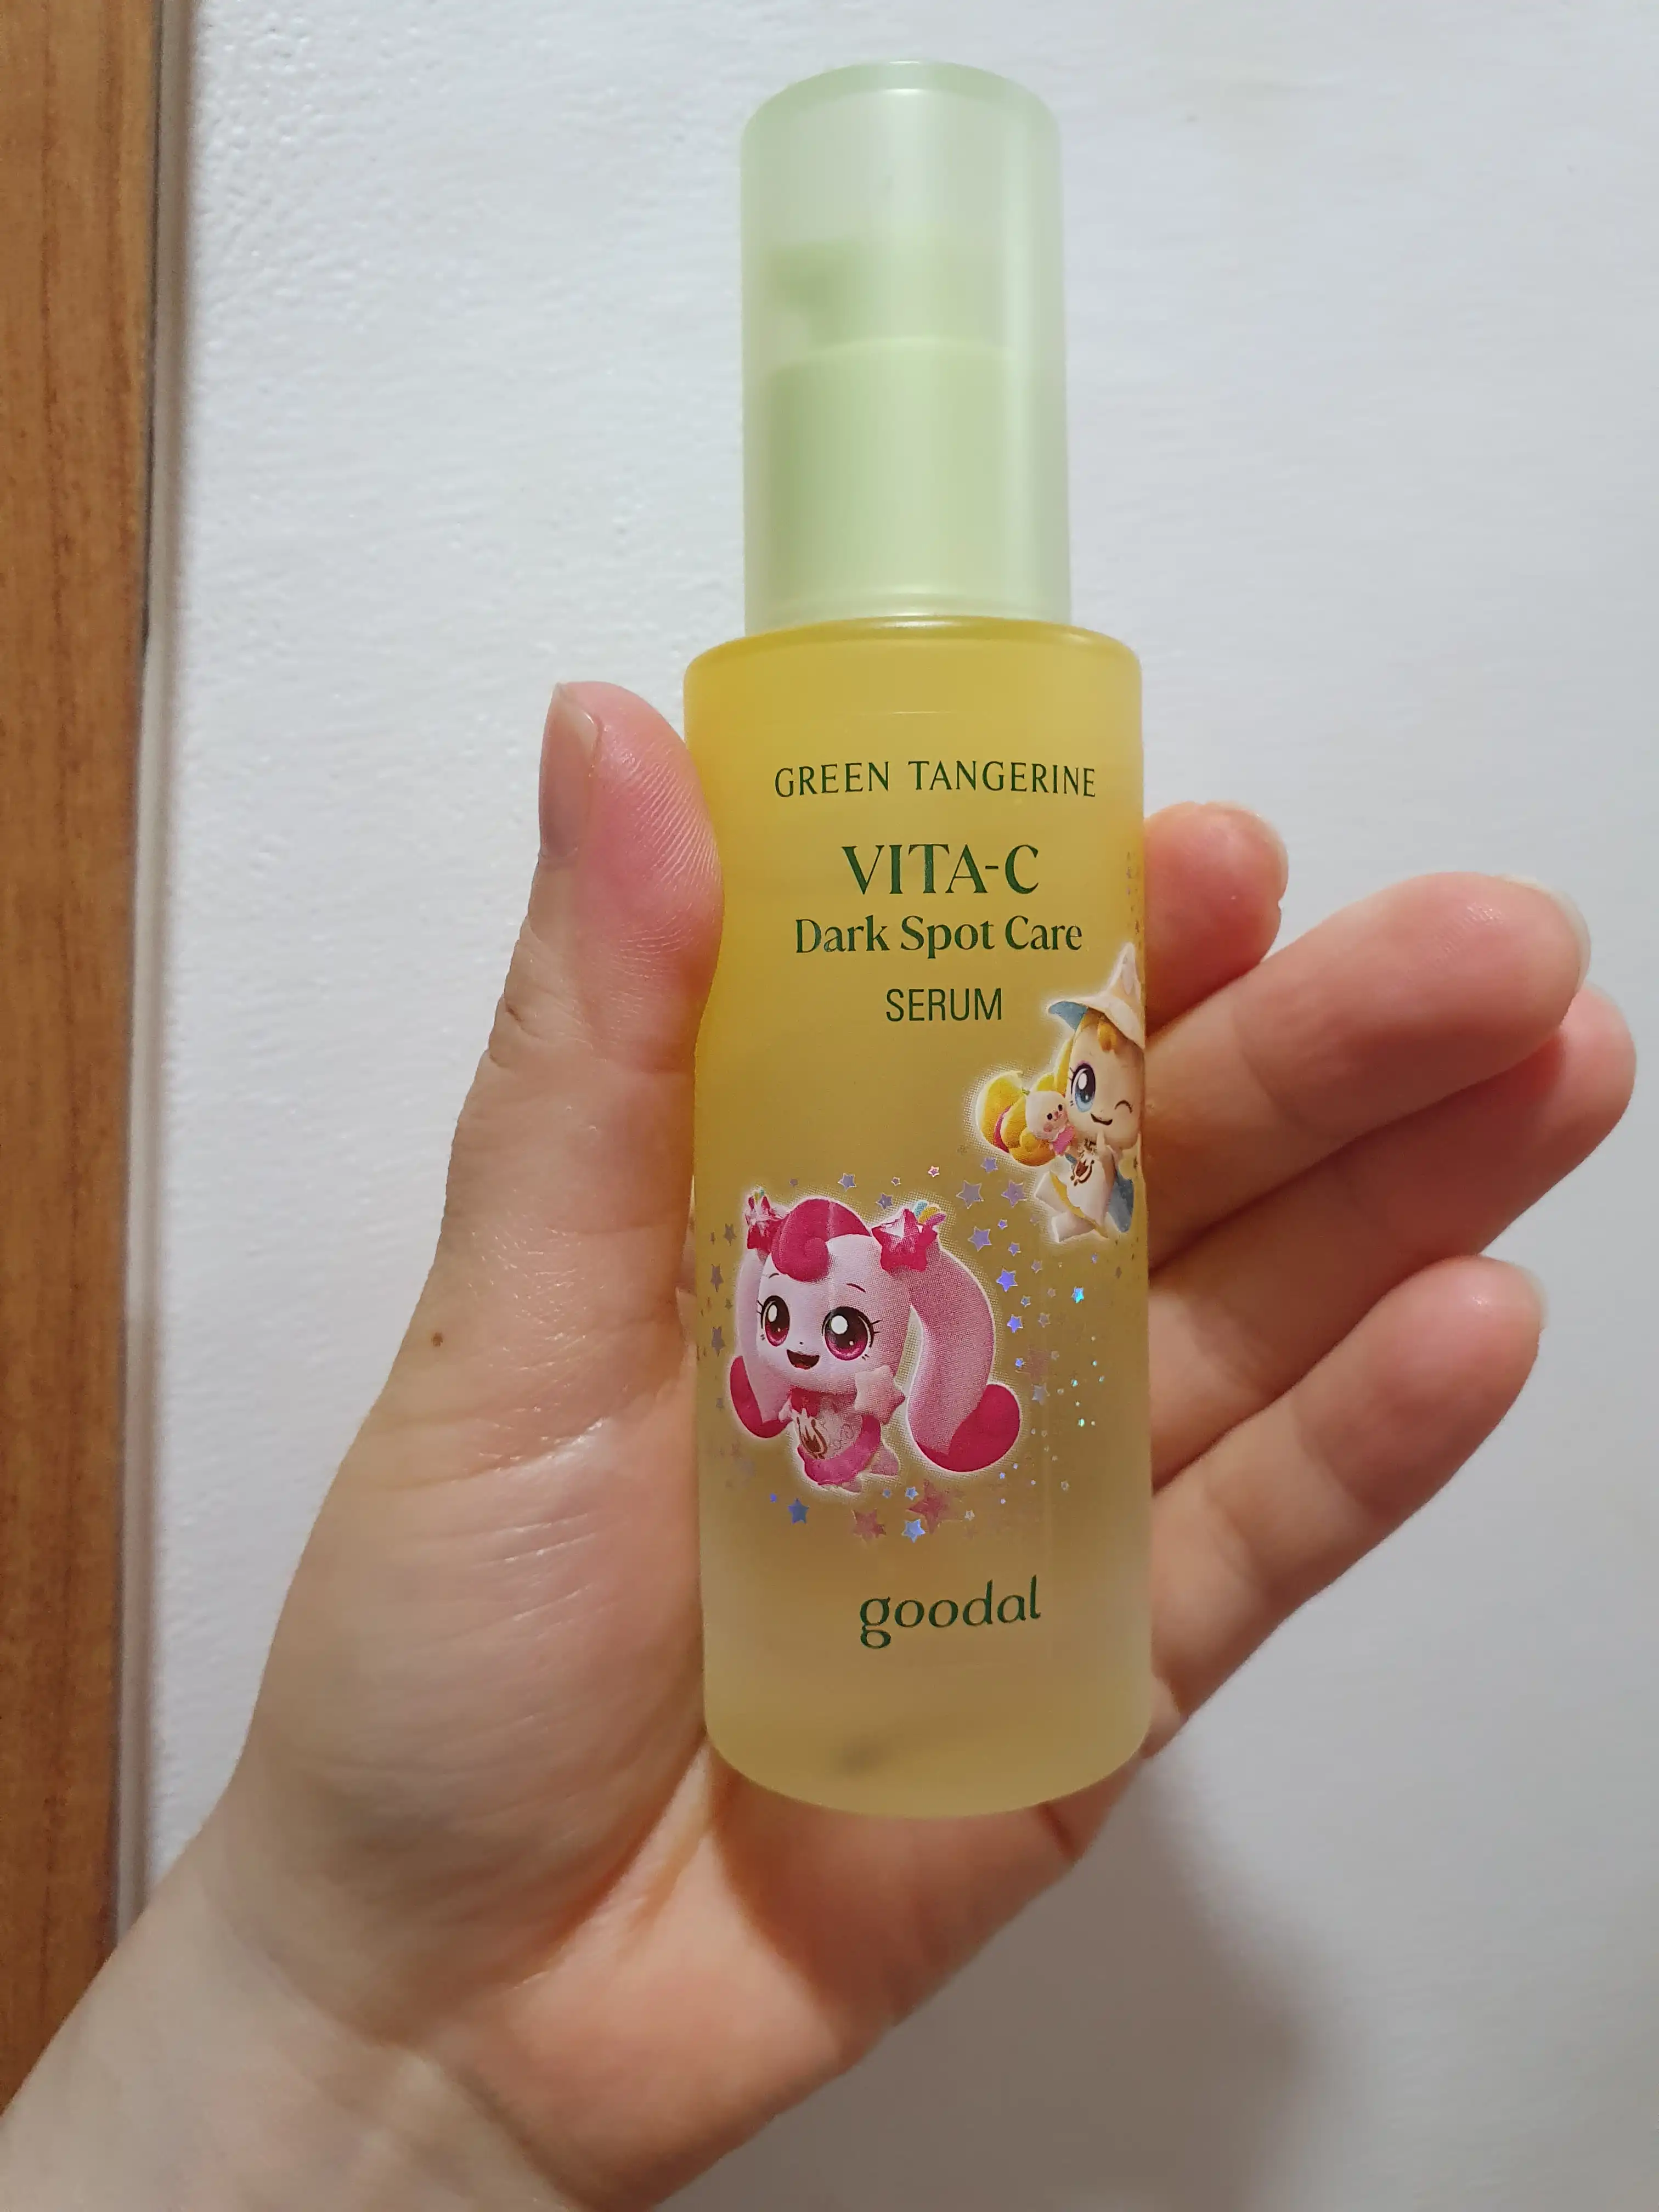 GREEN TANGERINE
VITA-C
Dark Spot Care
SERUM
goodal